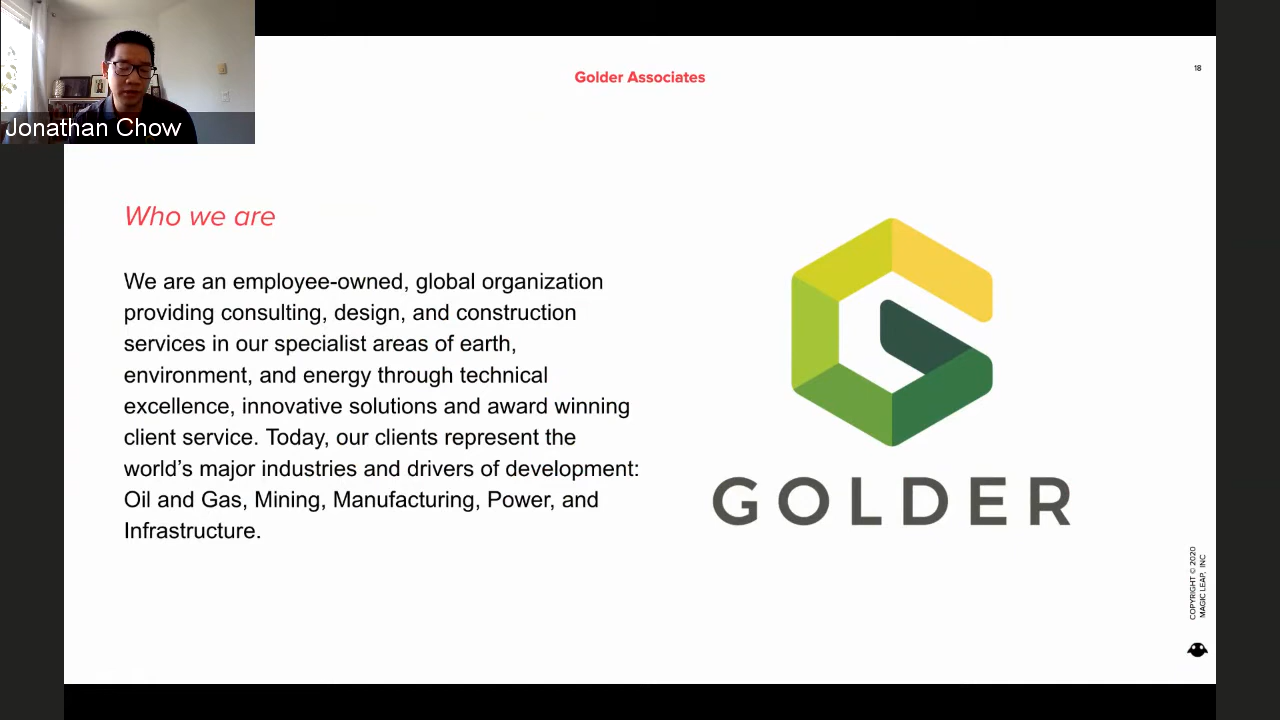 Jonathan Chow
Golder Associates
18
Who we are
We are an employee-owned, global organization
providing consulting, design, and construction
services in our specialist areas of earth,
environment, and energy through technical
excellence, innovative solutions and award winning
client service. Today, our clients represent the
world’s major industries and drivers of development:
Oil and Gas, Mining, Manufacturing, Power, and
Infrastructure.
GOLDER
COPYRIGHT © 2020
MAGIC LEAP, INC